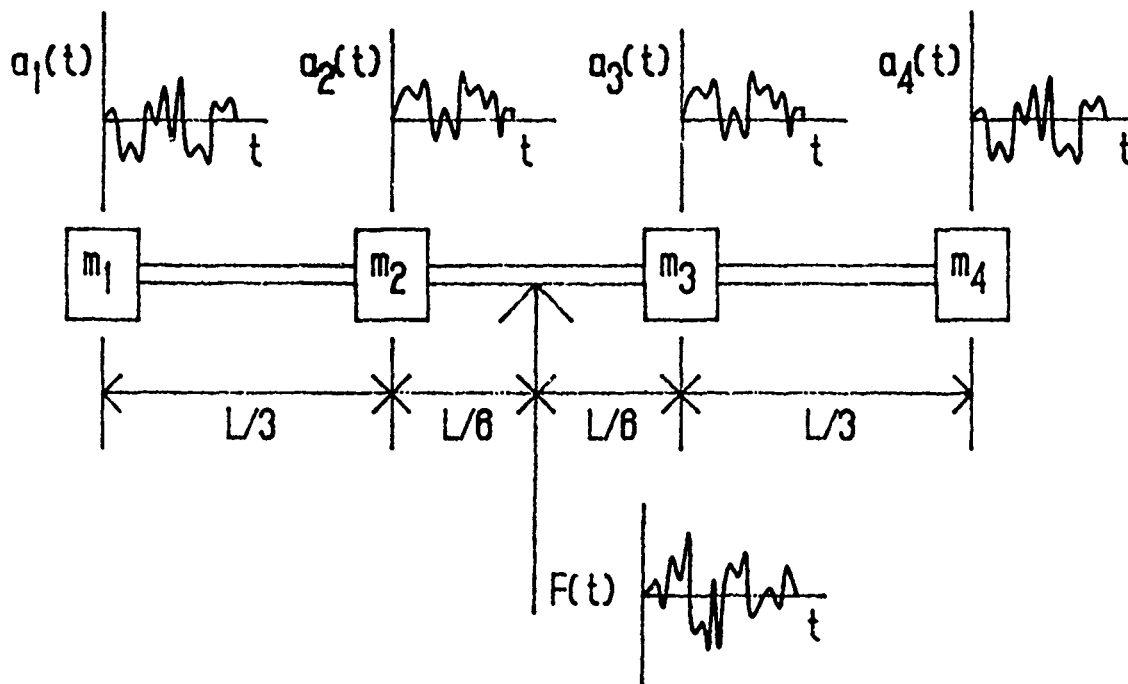 a₁(t) a₂(t) a₃(t) a₄(t)
t t t t
m₁ m₂ m₃ m₄
L/3 L/6 L/6 L/3
F(t)
t